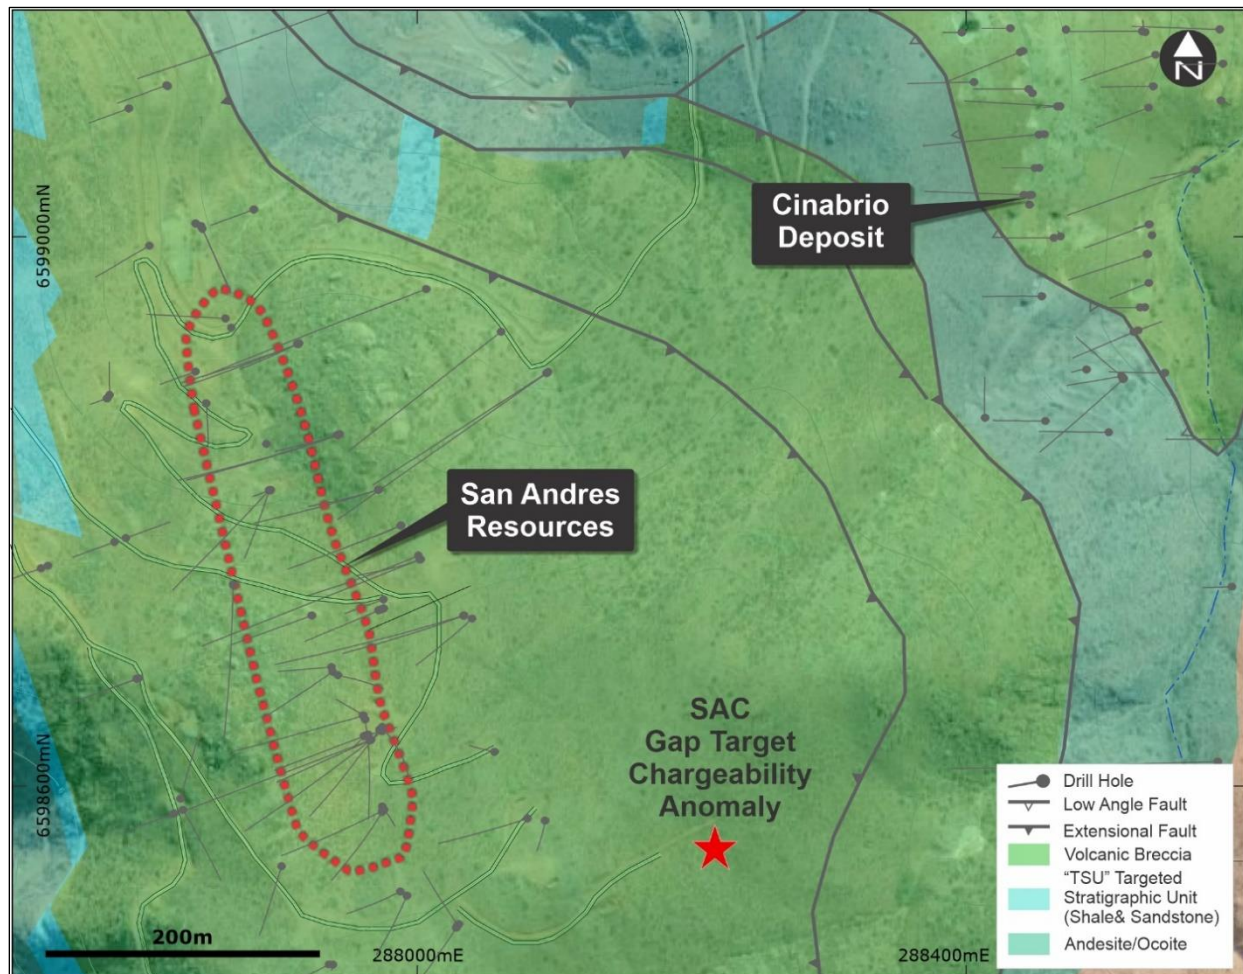 N
Cinabrio
Deposit
6599000mN
San Andres
Resources
SAC
Gap Target
Chargeability
Anomaly
6598600mN
Drill Hole
Low Angle Fault
Extensional Fault
Volcanic Breccia
“TSU” Targeted
Stratigraphic Unit
(Shale& Sandstone)
Andesite/Ocoite
200m
288000mE
288400mE